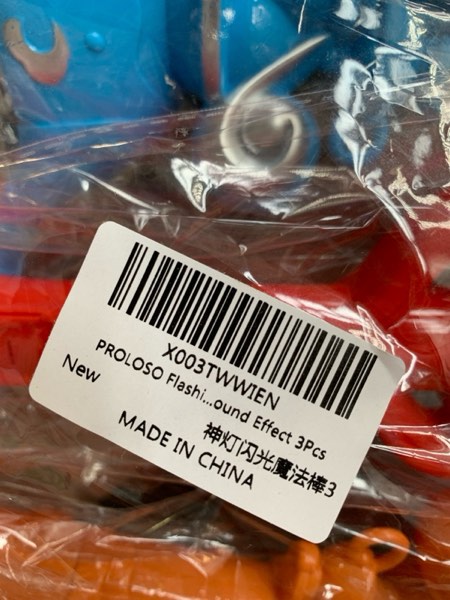 X003TWWIEN
PROLOSO Flashi...ound Effect 3Pcs
New
神灯闪光魔法棒3
MADE IN CHINA